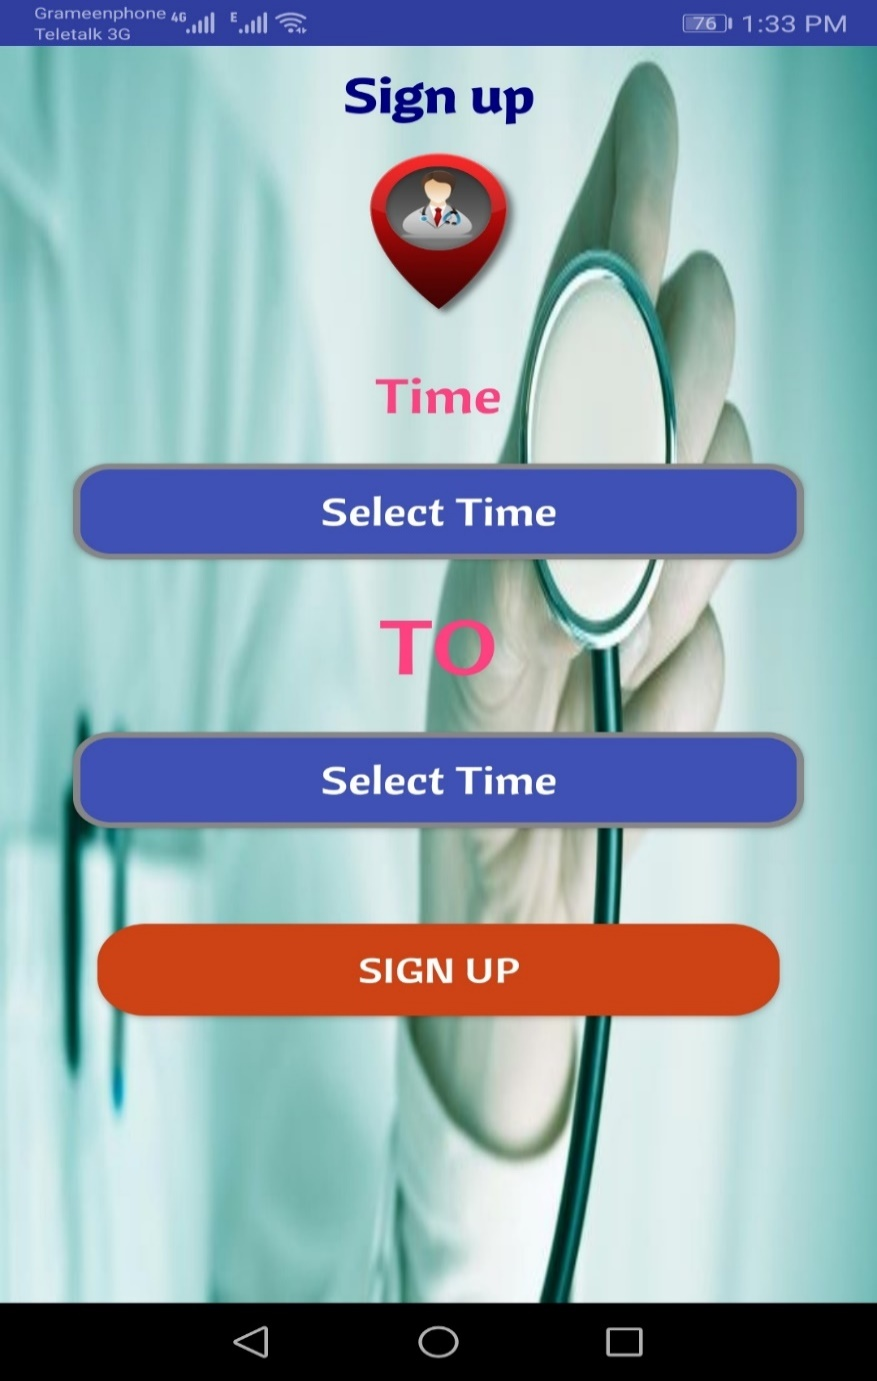 Grameenphone 4G E
Teletalk 3G
76 1:33 PM
Sign up
Time
Select Time
TO
Select Time
SIGN UP